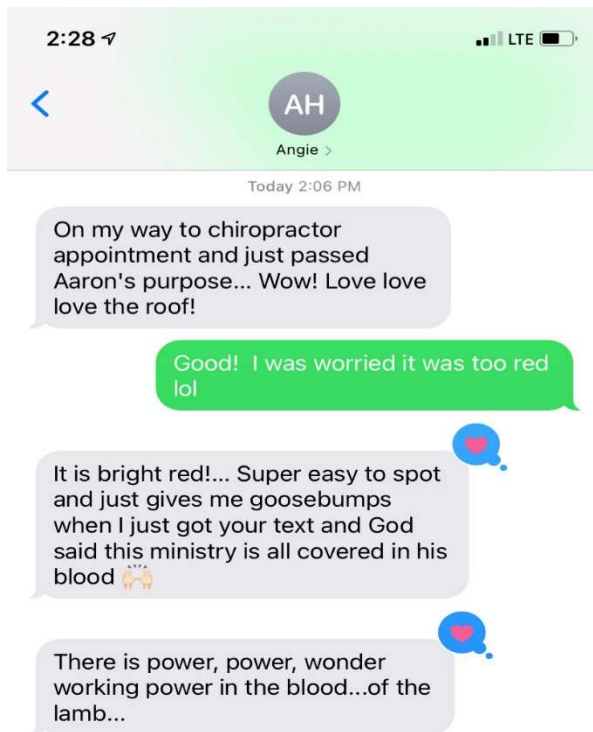 2:28
LTE
AH
Angie >
Today 2:06 PM
On my way to chiropractor
appointment and just passed
Aaron's purpose... Wow! Love love
love the roof!
Good!  I was worried it was too red
lol
It is bright red!... Super easy to spot
and just gives me goosebumps
when I just got your text and God
said this ministry is all covered in his
blood 🙌🏻
There is power, power, wonder
working power in the blood...of the
lamb...